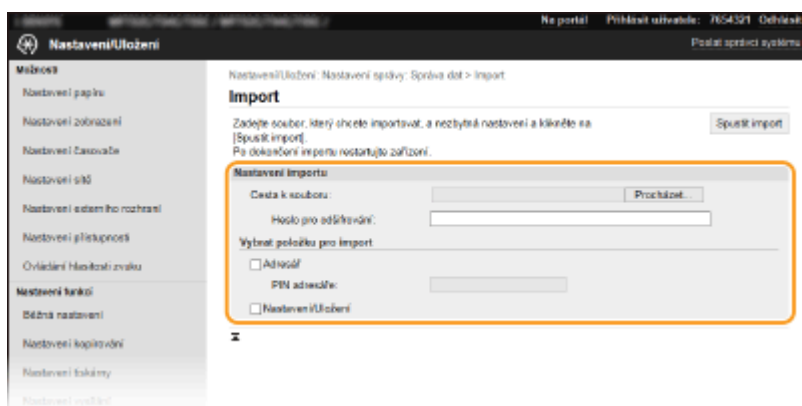 Na portál Přihlásit uživatele: 7654321 Odhlásit
Nastavení/Uložení
Poslat správci systému
Možnosti
Nastavení papíru
Nastavení zobrazení
Nastavení časovače
Nastavení sítě
Nastavení externího rozhraní
Nastavení přístupnosti
Ovládání hlasitosti zvuku
Nastavení funkcí
Běžná nastavení
Nastavení kopírování
Nastavení tiskárny
Nastavení/Uložení: Nastavení správy: Správa dat > Import
Import
Zadejte soubor, který chcete importovat, a nezbytná nastavení a klikněte na
[Spustit import].
Po dokončení importu restartujte zařízení.
Spustit import
Nastavení importu
Cesta k souboru:
Procházet...
Heslo pro odšifrování:
Vybrat položku pro import
Adresář
PIN adresáře:
Nastavení/Uložení